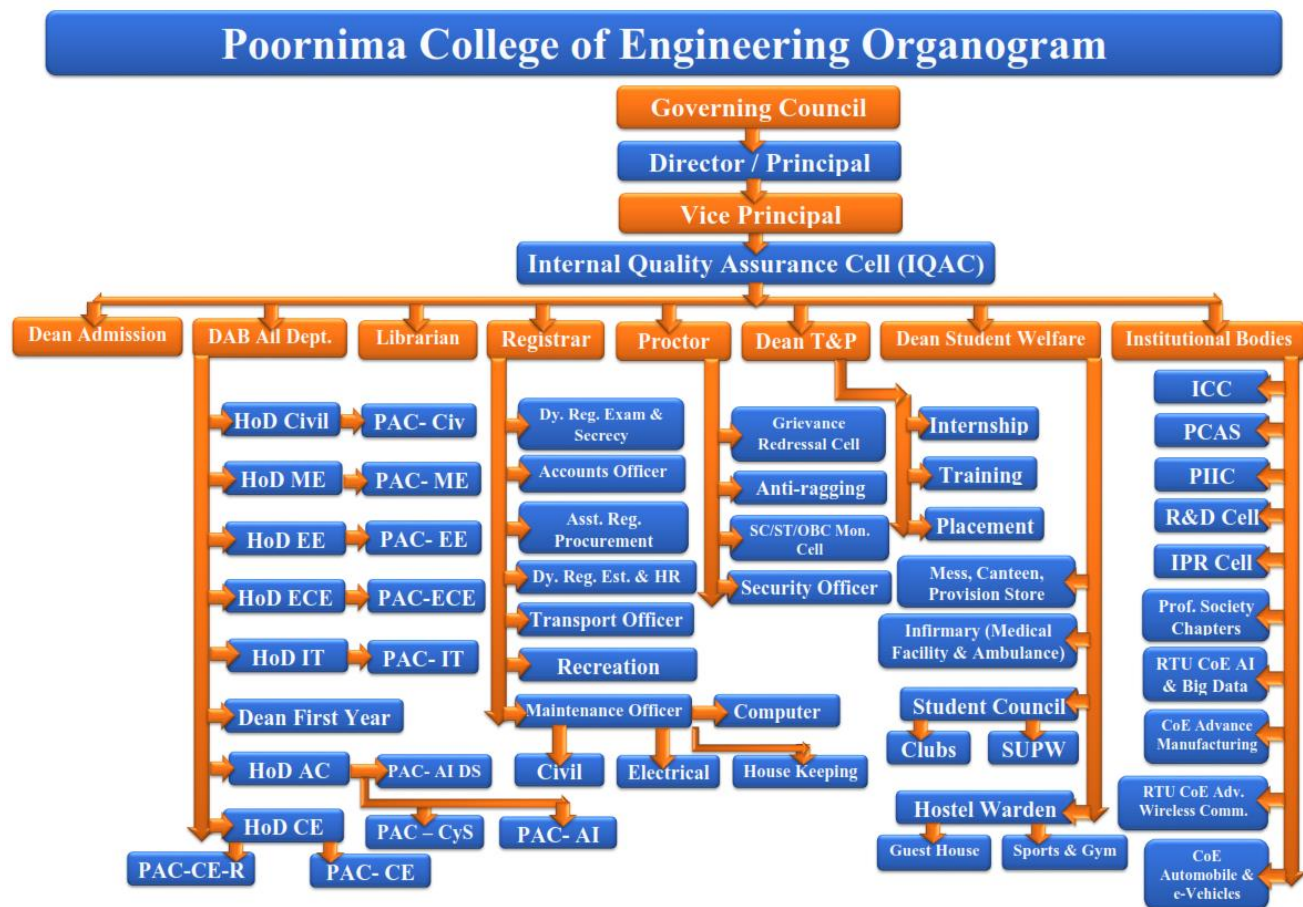 Poornima College of Engineering Organogram
Governing Council
Director / Principal
Vice Principal
Internal Quality Assurance Cell (IQAC)
Dean Admission
DAB All Dept.
Librarian
Registrar
Proctor
Dean T&P
Dean Student Welfare
Institutional Bodies
HoD Civil
PAC- Civ
HoD ME
PAC- ME
HoD EE
PAC- EE
HoD ECE
PAC-ECE
HoD IT
PAC- IT
Dean First Year
HoD AC
PAC- AI DS
PAC – CyS
PAC- AI
HoD CE
PAC-CE-R
PAC- CE
Dy. Reg. Exam &
Secrecy
Accounts Officer
Asst. Reg.
Procurement
Dy. Reg. Est. & HR
Transport Officer
Recreation
Maintenance Officer
Computer
Civil
Electrical
House Keeping
Grievance
Redressal Cell
Anti-ragging
SC/ST/OBC Mon.
Cell
Security Officer
Internship
Training
Placement
Mess, Canteen,
Provision Store
Infirmary (Medical
Facility & Ambulance)
Student Council
Clubs
SUPW
Hostel Warden
Guest House
Sports & Gym
ICC
PCAS
PIIC
R&D Cell
IPR Cell
Prof. Society
Chapters
RTU CoE AI
& Big Data
CoE Advance
Manufacturing
RTU CoE Adv.
Wireless Comm.
CoE
Automobile &
e-Vehicles